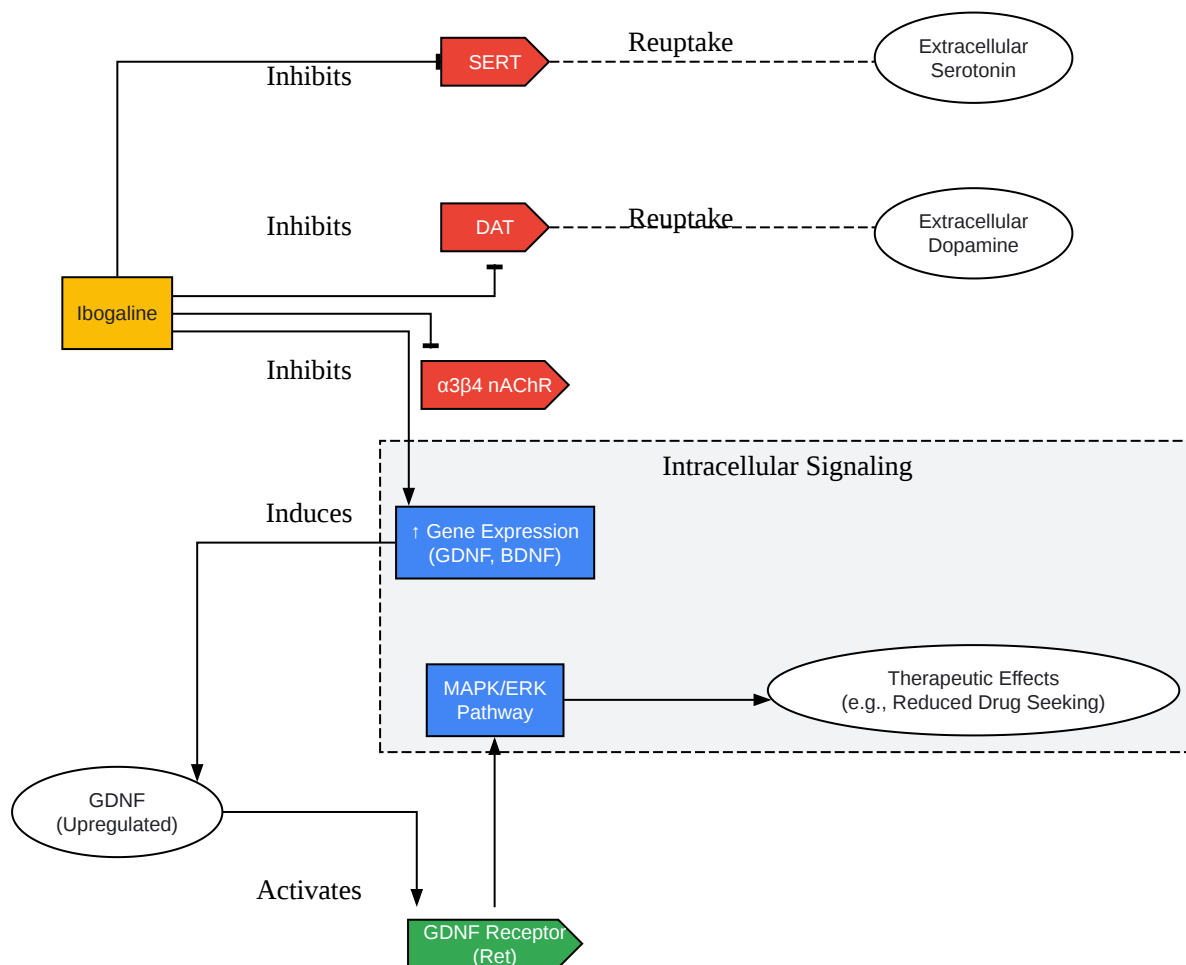 SERT
Reuptake
Extracellular
Serotonin
Inhibits
Inhibits
DAT
Reuptake
Extracellular
Dopamine
Ibogaline
Inhibits
α3β4 nAChR
Intracellular Signaling
Induces
↑ Gene Expression
(GDNF, BDNF)
MAPK/ERK
Pathway
Therapeutic Effects
(e.g., Reduced Drug Seeking)
GDNF
(Upregulated)
Activates
GDNF Receptor
(Ret)